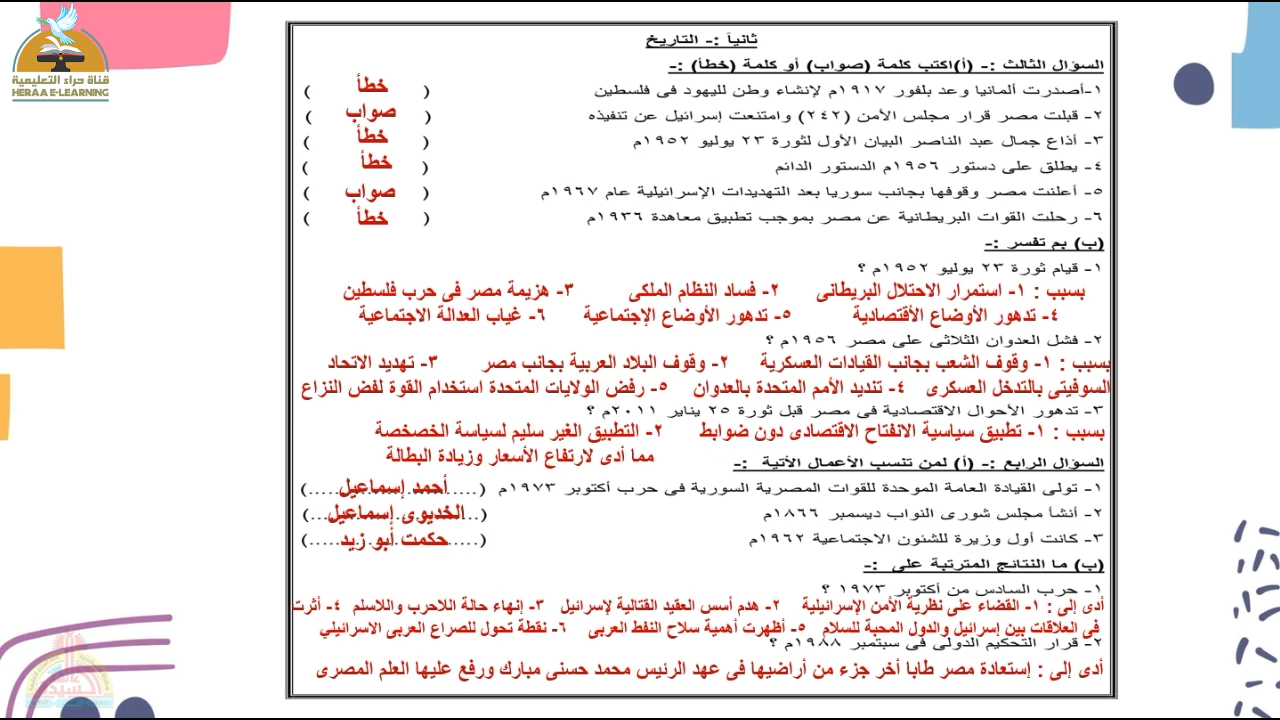 قناة حراء التعليمية
HERAA E-LEARNING
ثانياً :- التاريخ
السؤال الثالث :- (أ)اكتب كلمة (صواب) أو كلمة (خطأ) :-
١-أصدرت ألمانيا وعد بلفور ١٩١٧م لإنشاء وطن لليهود فى فلسطين ( خطأ )
٢- قبلت مصر قرار مجلس الأمن (٢٤٢) وامتنعت إسرائيل عن تنفيذه ( صواب )
٣- أذاع جمال عبد الناصر البيان الأول لثورة ٢٣ يوليو ١٩٥٢م ( خطأ )
٤- يطلق على دستور ١٩٥٦م الدستور الدائم ( خطأ )
٥- أعلنت مصر وقوفها بجانب سوريا بعد التهديدات الإسرائيلية عام ١٩٦٧م ( صواب )
٦- رحلت القوات البريطانية عن مصر بموجب تطبيق معاهدة ١٩٣٦م ( خطأ )
(ب) بم تفسر :-
١- قيام ثورة ٢٣ يوليو ١٩٥٢م ؟
بسبب : ١- استمرار الاحتلال البريطانى ٢- فساد النظام الملكى ٣- هزيمة مصر فى حرب فلسطين
٤- تدهور الأوضاع الأقتصادية ٥- تدهور الأوضاع الإجتماعية ٦- غياب العدالة الاجتماعية
٢- فشل العدوان الثلاثى على مصر ١٩٥٦م ؟
بسبب : ١- وقوف الشعب بجانب القيادات العسكرية ٢- وقوف البلاد العربية بجانب مصر ٣- تهديد الاتحاد
السوفيتى بالتدخل العسكرى ٤- تنديد الأمم المتحدة بالعدوان ٥- رفض الولايات المتحدة استخدام القوة لفض النزاع
٣- تدهور الأحوال الاقتصادية فى مصر قبل ثورة ٢٥ يناير ٢٠١١م ؟
بسبب : ١- تطبيق سياسية الانفتاح الاقتصادى دون ضوابط ٢- التطبيق الغير سليم لسياسة الخصخصة
مما أدى لارتفاع الأسعار وزيادة البطالة
السؤال الرابع :- (أ) لمن تنسب الأعمال الأتية :-
١- تولى القيادة العامة الموحدة للقوات المصرية السورية فى حرب أكتوبر ١٩٧٣م (.....أحمد إسماعيل.....)
٢- أنشأ مجلس شورى النواب ديسمبر ١٨٦٦م (...الخديوى إسماعيل...)
٣- كانت أول وزيرة للشئون الاجتماعية ١٩٦٢م (.....حكمت أبو زيد.....)
(ب) ما النتائج المترتبة على :-
١- حرب السادس من أكتوبر ١٩٧٣ ؟
أدى إلى : ١- القضاء على نظرية الأمن الإسرائيلية ٢- هدم أسس العقيد القتالية لإسرائيل ٣- إنهاء حالة اللاحرب واللاسلم ٤- أثرت
فى العلاقات بين إسرائيل والدول المحبة للسلام ٥- أظهرت أهمية سلاح النفط العربى ٦- نقطة تحول للصراع العربى الاسرائيلي
٢- قرار التحكيم الدولى فى سبتمبر ١٩٨٨م ؟
أدى إلى : إستعادة مصر طابا أخر جزء من أراضيها فى عهد الرئيس محمد حسنى مبارك ورفع عليها العلم المصرى